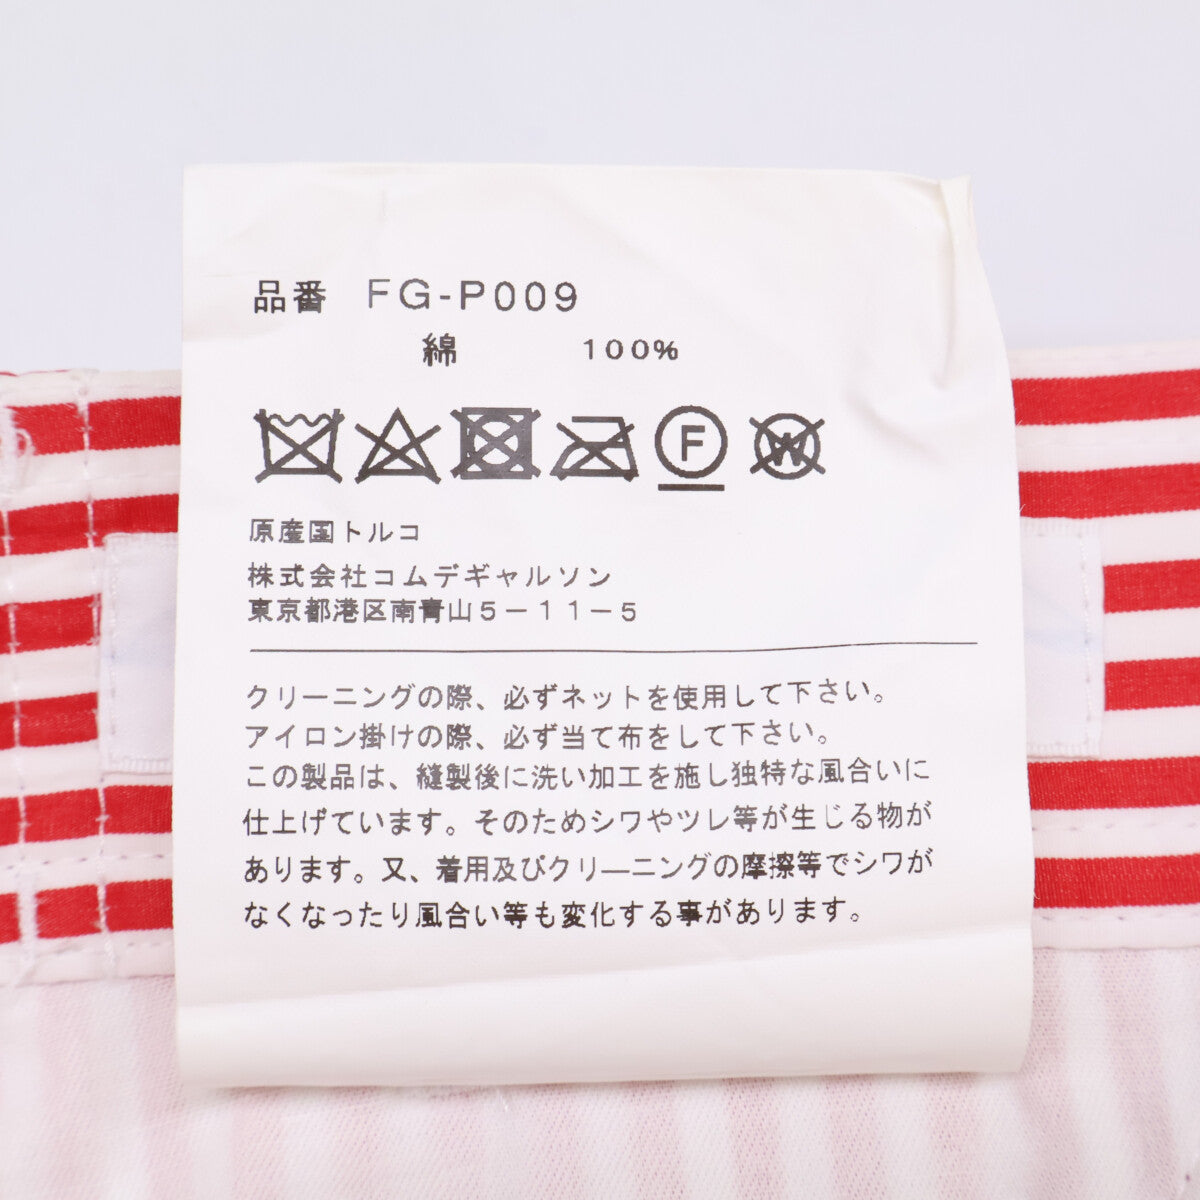 品番 FG-P009
綿 100%
F W
原産国トルコ
株式会社コムデギャルソン
東京都港区南青山5-11-5
クリーニングの際、必ずネットを使用して下さい。
アイロン掛けの際、必ず当て布をして下さい。
この製品は、縫製後に洗い加工を施し独特な風合いに
仕上げています。そのためシワやツレ等が生じる物が
あります。又、着用及びクリーニングの摩擦等でシワが
なくなったり風合い等も変化する事があります。